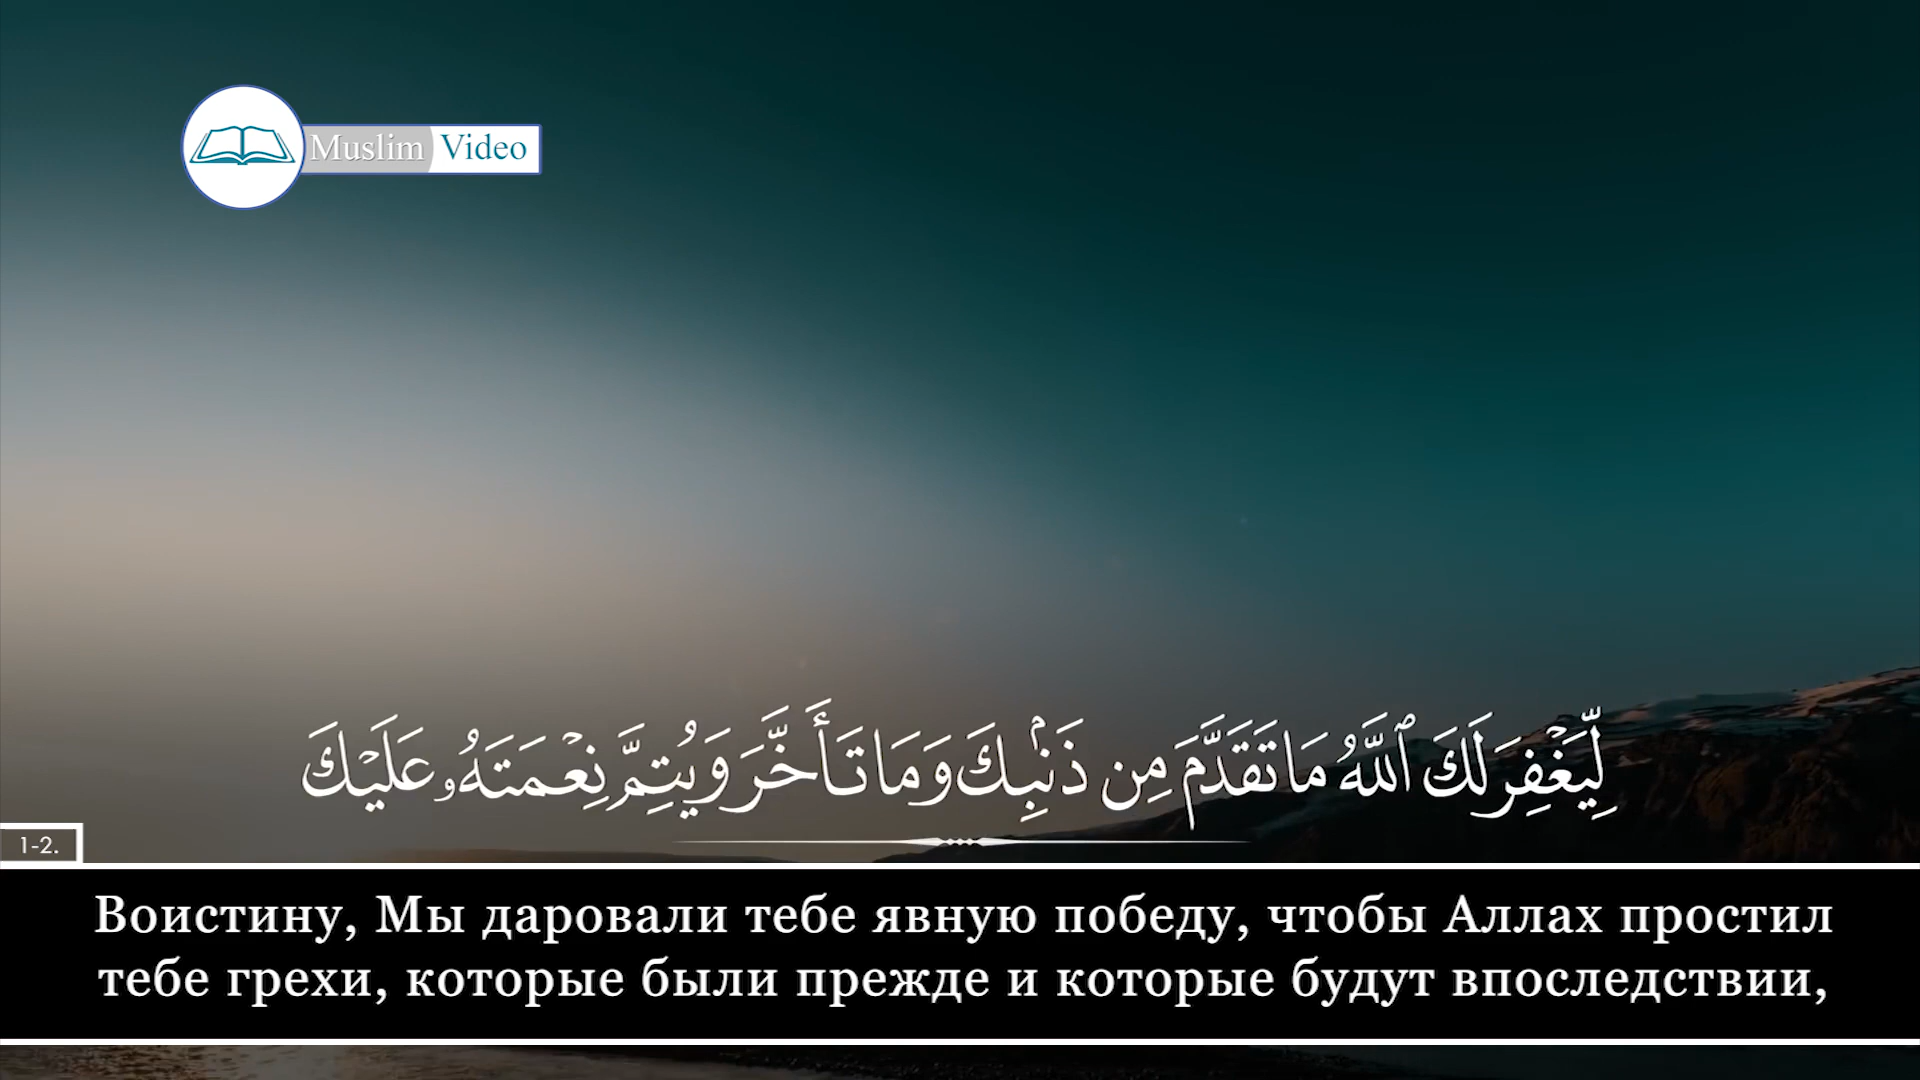 Muslim Video
لِّيَغْفِرَ لَكَ ٱللَّهُ مَا تَقَدَّمَ مِن ذَنۢبِكَ وَمَا تَأَخَّرَ وَيُتِمَّ نِعْمَتَهُۥ عَلَيْكَ
1-2.
Воистину, Мы даровали тебе явную победу, чтобы Аллах простил
тебе грехи, которые были прежде и которые будут впоследствии,